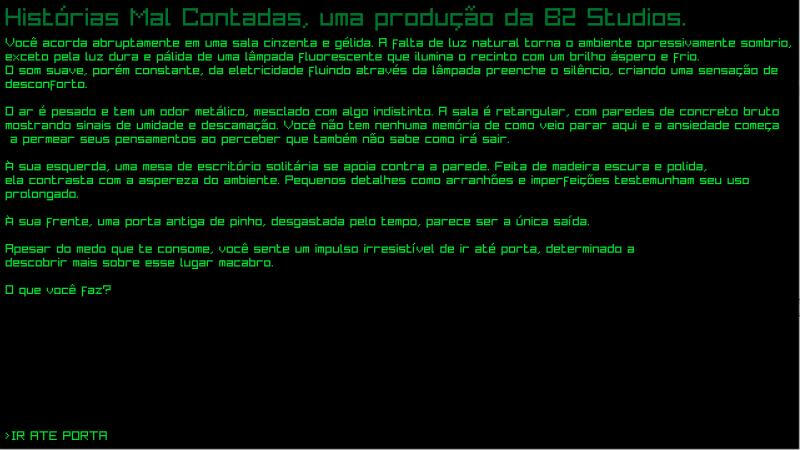 Histórias Mal Contadas, uma produção da B2 Studios.
Você acorda abruptamente em uma sala cinzenta e gélida. A falta de luz natural torna o ambiente opressivamente sombrio,
exceto pela luz dura e pálida de uma lâmpada fluorescente que ilumina o recinto com um brilho áspero e frio.
O som suave, porém constante, da eletricidade fluindo através da lâmpada preenche o silêncio, criando uma sensação de
desconforto.
O ar é pesado e tem um odor metálico, mesclado com algo indistinto. A sala é retangular, com paredes de concreto bruto
mostrando sinais de umidade e descamação. Você não tem nenhuma memória de como veio parar aqui e a ansiedade começa
a permear seus pensamentos ao perceber que também não sabe como irá sair.
À sua esquerda, uma mesa de escritório solitária se apoia contra a parede. Feita de madeira escura e polida,
ela contrasta com a aspereza do ambiente. Pequenos detalhes como arranhões e imperfeições testemunham seu uso
prolongado.
À sua frente, uma porta antiga de pinho, desgastada pelo tempo, parece ser a única saída.
Apesar do medo que te consome, você sente um impulso irresistível de ir até porta, determinado a
descobrir mais sobre esse lugar macabro.
O que você faz?
>IR ATE PORTA